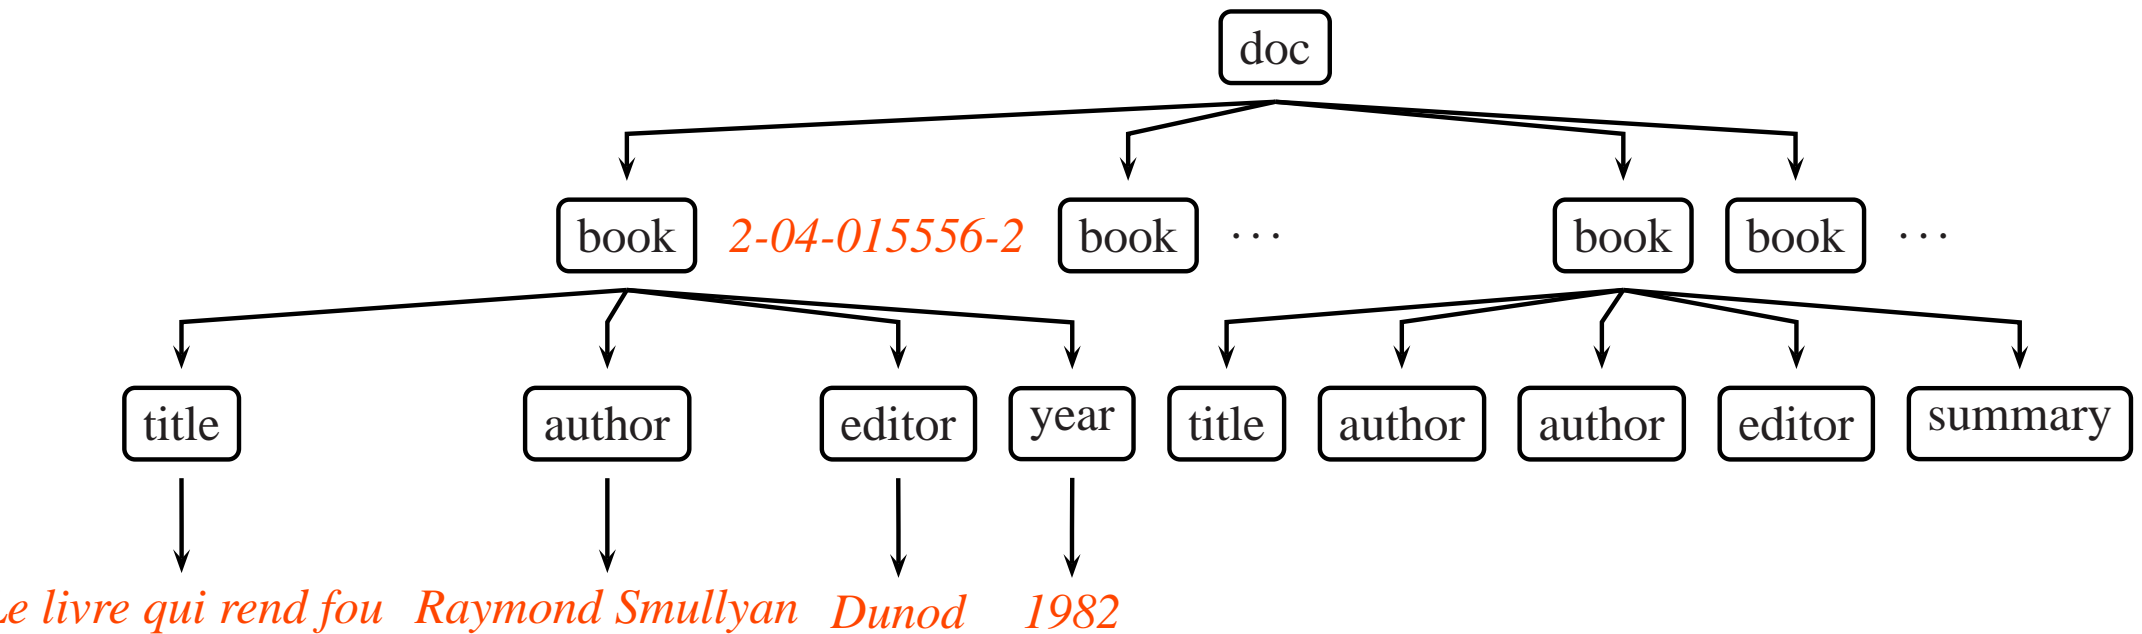 doc
book 2-04-015556-2 book ··· book book ···
title author editor year title author author editor summary
e livre qui rend fou Raymond Smullyan Dunod 1982